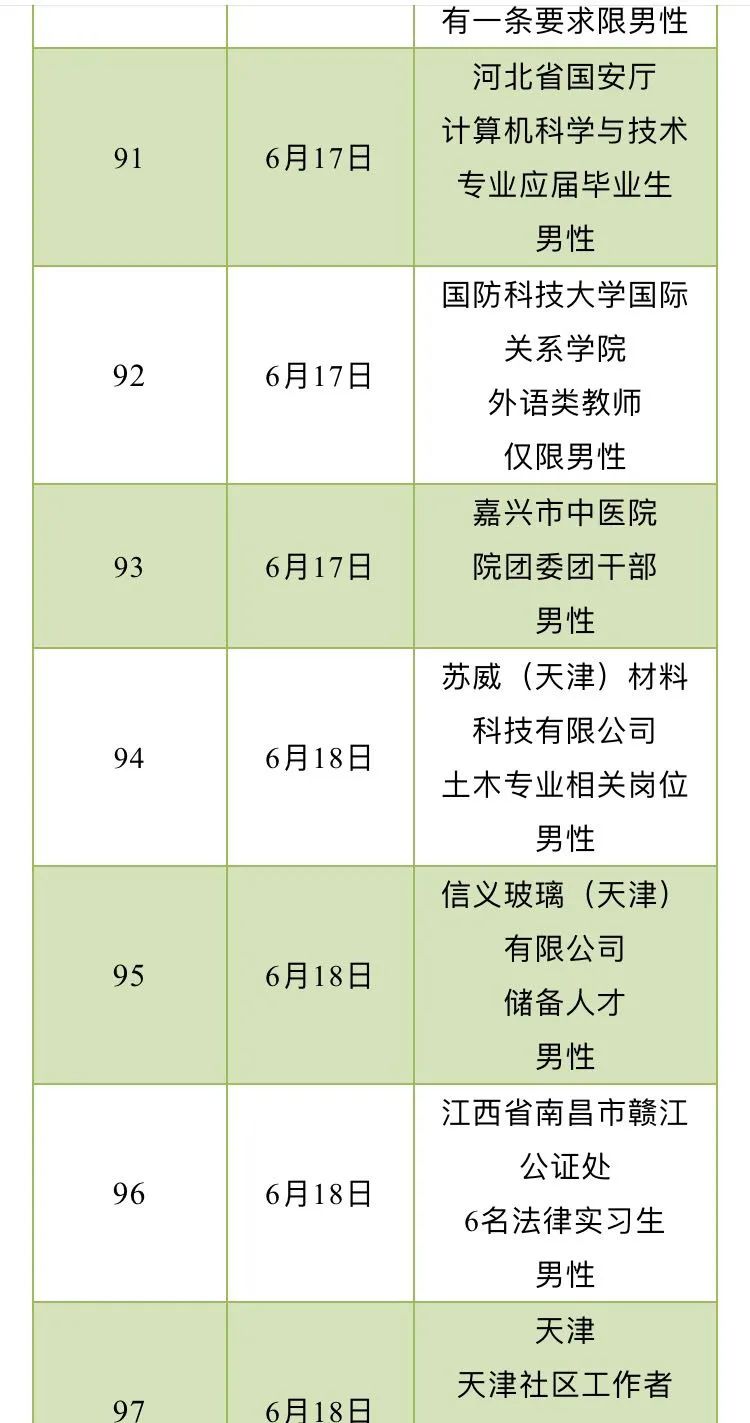 有一条要求限男性
91
6月17日
河北省国安厅
计算机科学与技术
专业应届毕业生
男性
92
6月17日
国防科技大学国际
关系学院
外语类教师
仅限男性
93
6月17日
嘉兴市中医院
院团委团干部
男性
94
6月18日
苏威（天津）材料
科技有限公司
土木专业相关岗位
男性
95
6月18日
信义玻璃（天津）
有限公司
储备人才
男性
96
6月18日
江西省南昌市赣江
公证处
6名法律实习生
男性
97
6月18日
天津
天津社区工作者